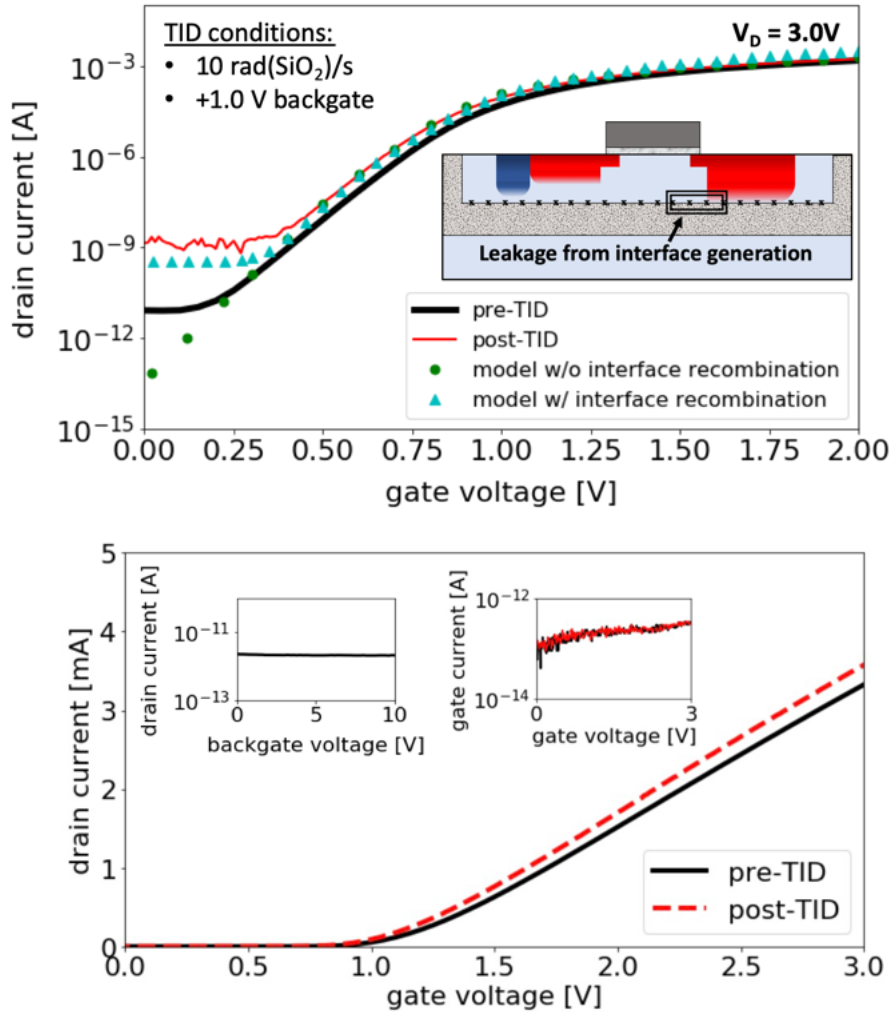 TID conditions:
• 10 rad(SiO₂)/s
• +1.0 V backgate
V_D = 3.0V
drain current [A]
10⁻³
10⁻⁶
10⁻⁹
10⁻¹²
10⁻¹⁵
Leakage from interface generation
pre-TID
post-TID
model w/o interface recombination
model w/ interface recombination
0.00 0.25 0.50 0.75 1.00 1.25 1.50 1.75 2.00
gate voltage [V]
drain current [mA]
5
4
3
2
1
0
drain current [A]
10⁻¹¹
10⁻¹³
0 5 10
backgate voltage [V]
gate current [A]
10⁻¹²
10⁻¹⁴
0 3
gate voltage [V]
pre-TID
post-TID
0.0 0.5 1.0 1.5 2.0 2.5 3.0
gate voltage [V]